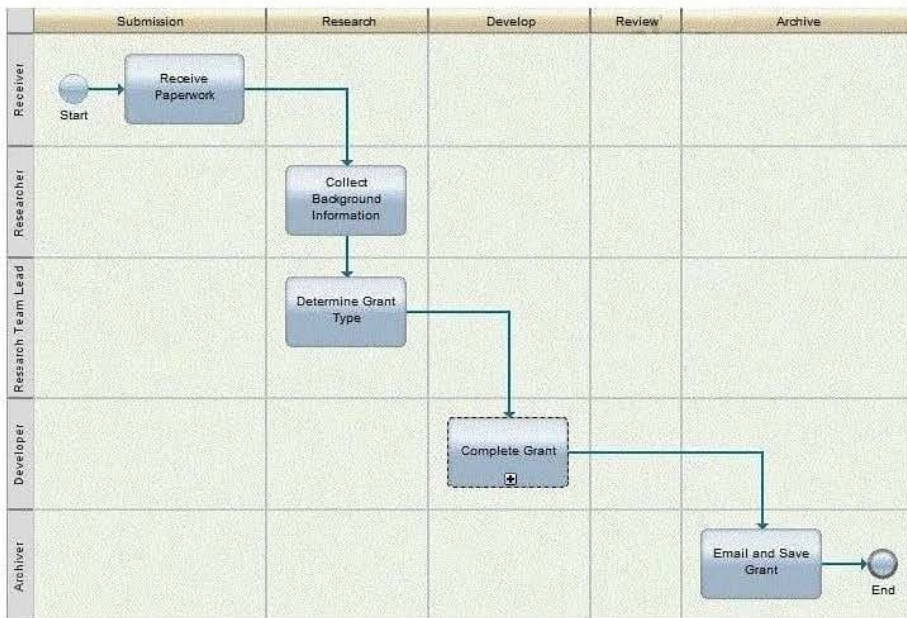 Submission Research Develop Review Archive
Receiver
Start
Receive
Paperwork
Researcher
Collect
Background
Information
Research Team Lead
Determine Grant
Type
Developer
Complete Grant
Archiver
Email and Save
Grant
End